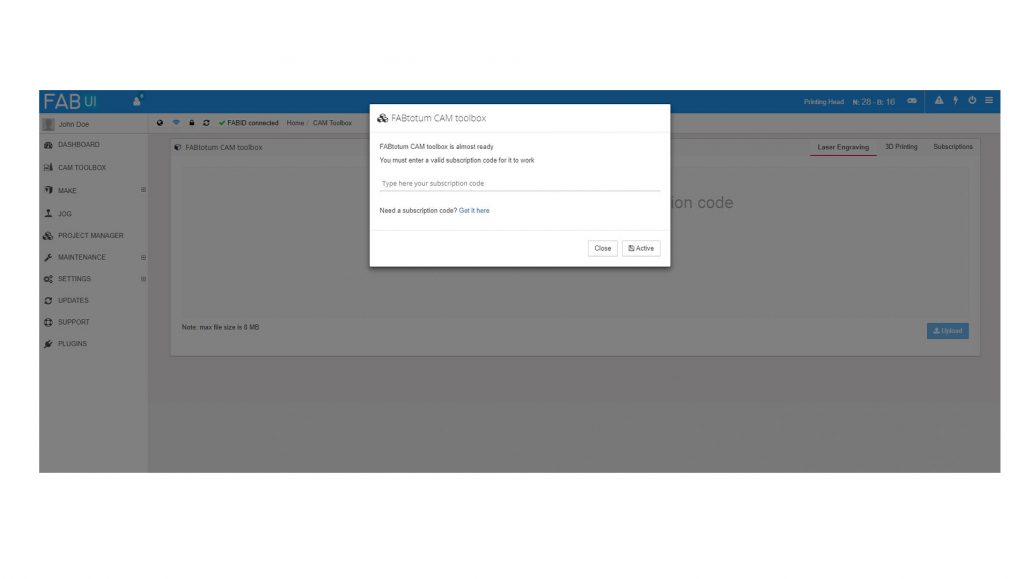 FAB UI
Printing Head N: 28 - B: 16
John Doe
FABID connected Home / CAM Toolbox
DASHBOARD
CAM TOOLBOX
MAKE
JOG
PROJECT MANAGER
MAINTENANCE
SETTINGS
UPDATES
SUPPORT
PLUGINS
FABtotum CAM toolbox
Laser Engraving 3D Printing Subscriptions
ion code
Note: max file size is 6 MB
Upload
FABtotum CAM toolbox
FABtotum CAM toolbox is almost ready
You must enter a valid subscription code for it to work
Type here your subscription code
Need a subscription code? Get it here
Close Active